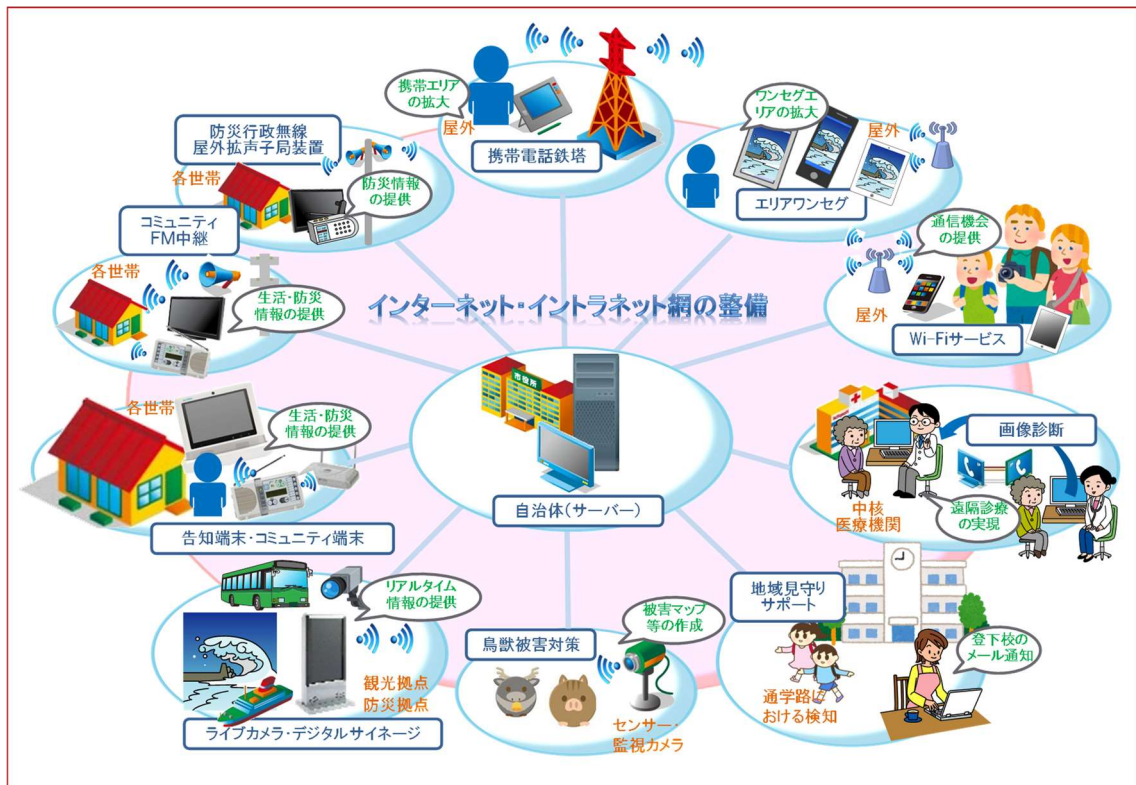 携帯エリア
の拡大
屋外
携帯電話鉄塔
ワンセグエ
リアの拡大
屋外
エリアワンセグ
防災行政無線
屋外拡声子局装置
各世帯
防災情報
の提供
コミュニティ
FM中継
各世帯
生活・防災
情報の提供
通信機会
の提供
屋外
Wi-Fiサービス
インターネット・イントラネット網の整備
市役所
自治体(サーバー)
各世帯
生活・防災
情報の提供
告知端末・コミュニティ端末
画像診断
中核
医療機関
遠隔診療
の実現
リアルタイム
情報の提供
観光拠点
防災拠点
ライブカメラ・デジタルサイネージ
鳥獣被害対策
被害マップ
等の作成
センサー・
監視カメラ
地域見守り
サポート
登下校の
メール通知
通学路に
おける検知